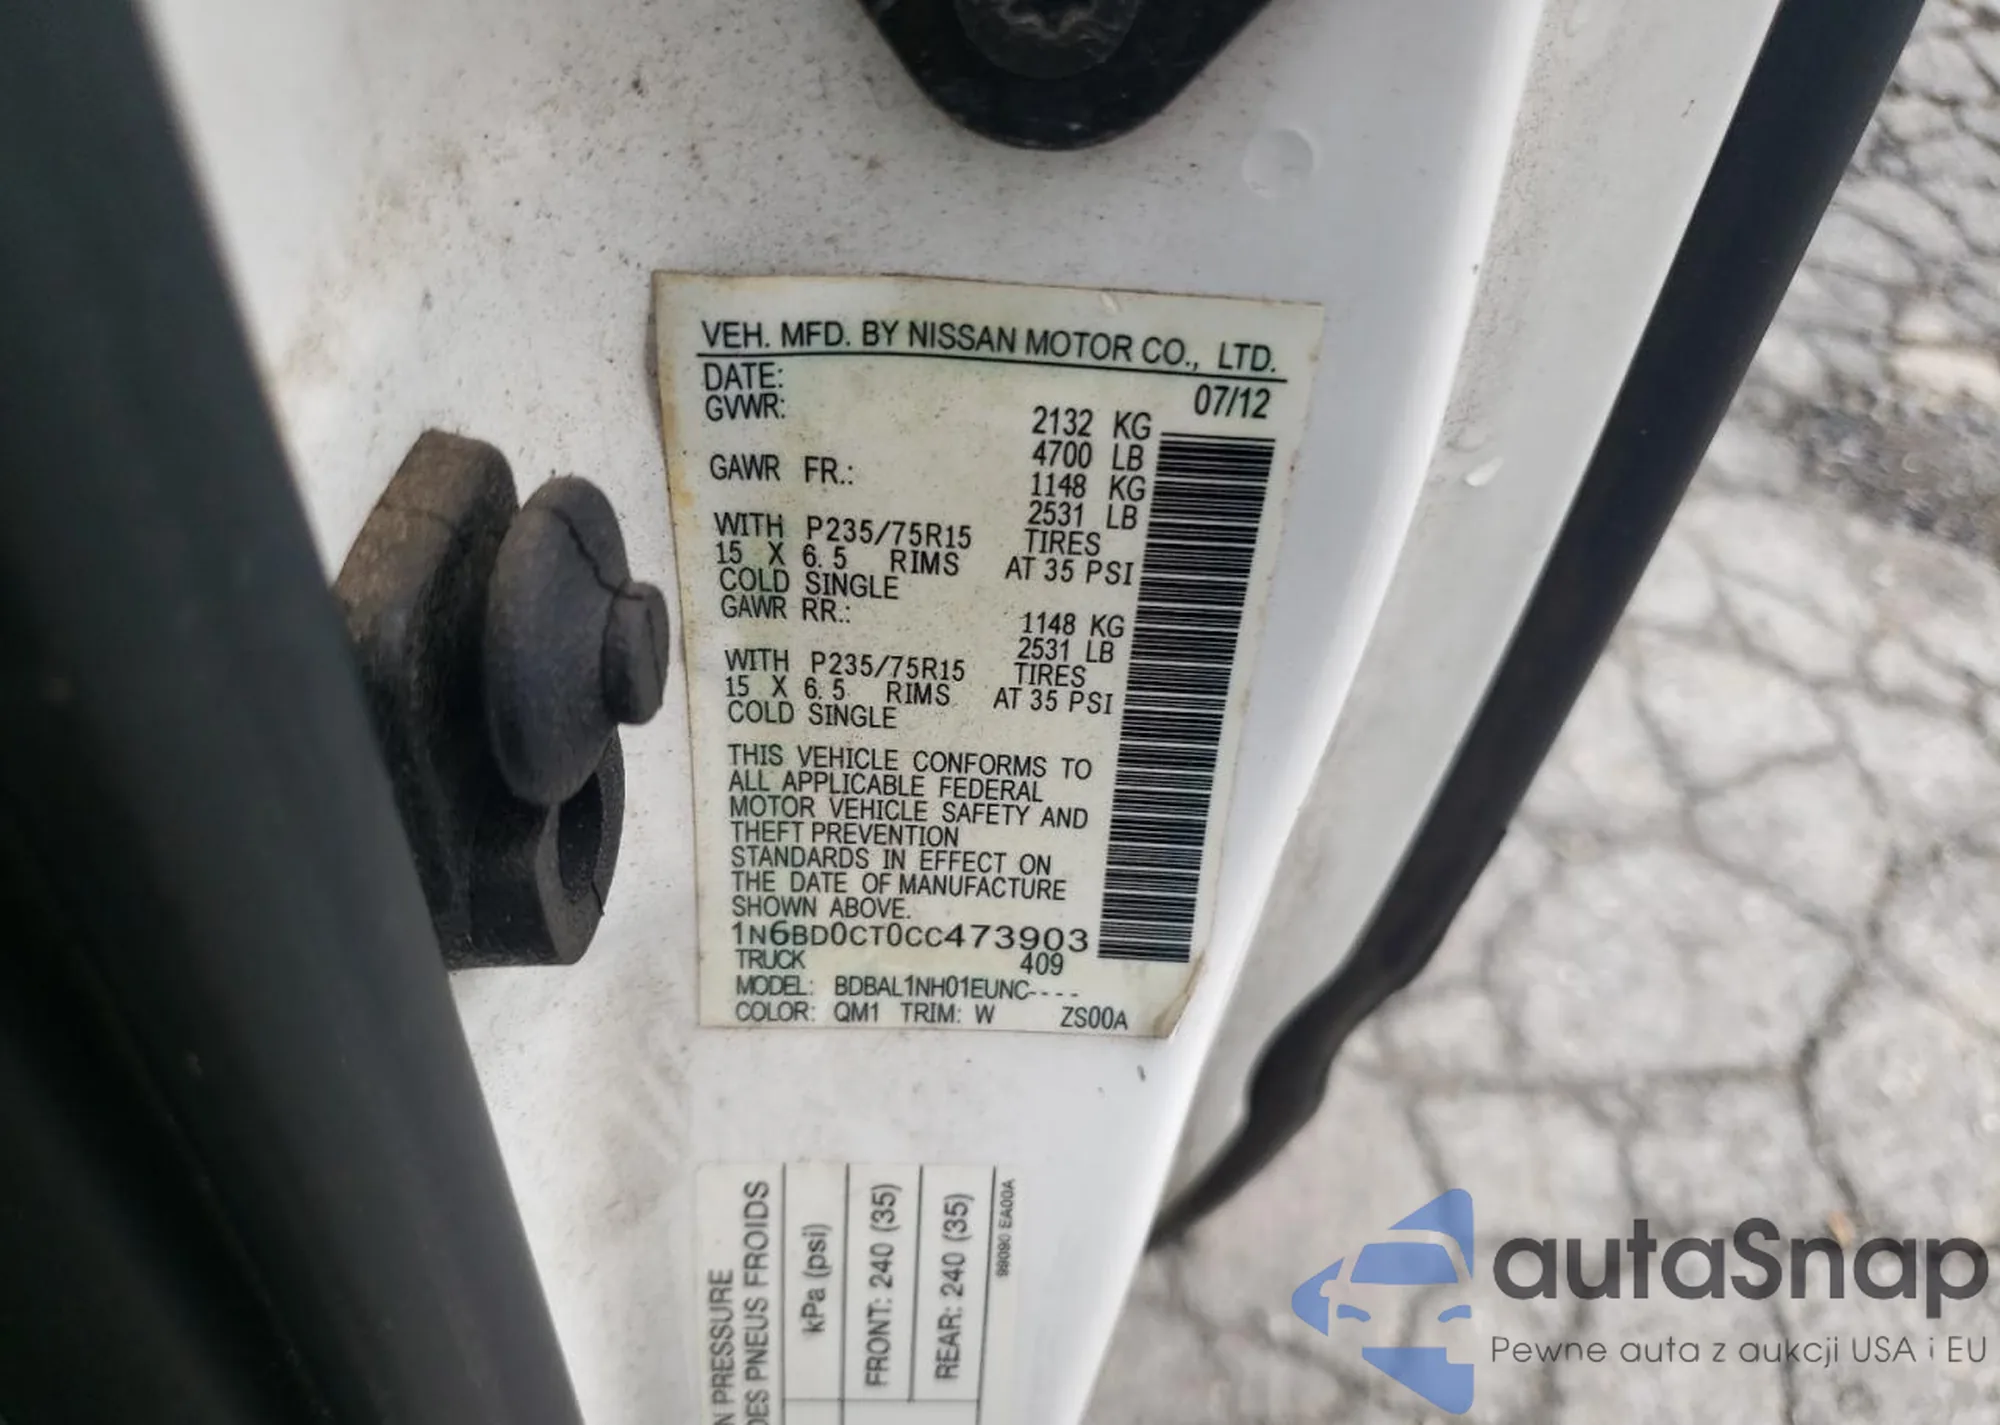 VEH. MFD. BY NISSAN MOTOR CO., LTD.
DATE: 07/12
GVWR: 2132 KG
4700 LB
GAWR FR.: 1148 KG
2531 LB
WITH P235/75R15 TIRES
15 X 6.5 RIMS AT 35 PSI
COLD SINGLE
GAWR RR.: 1148 KG
2531 LB
WITH P235/75R15 TIRES
15 X 6.5 RIMS AT 35 PSI
COLD SINGLE
THIS VEHICLE CONFORMS TO
ALL APPLICABLE FEDERAL
MOTOR VEHICLE SAFETY AND
THEFT PREVENTION
STANDARDS IN EFFECT ON
THE DATE OF MANUFACTURE
SHOWN ABOVE.
1N6BD0CT0CC473903
TRUCK 409
MODEL: BDBAL1NH01EUNC----
COLOR: QM1 TRIM: W ZS00A
PRESSURE
DES PNEUS FROIDS
kPa (psi)
FRONT: 240 (35)
REAR: 240 (35)
99090 EA00A
autaSnap
Pewne auta z aukcji USA i EU